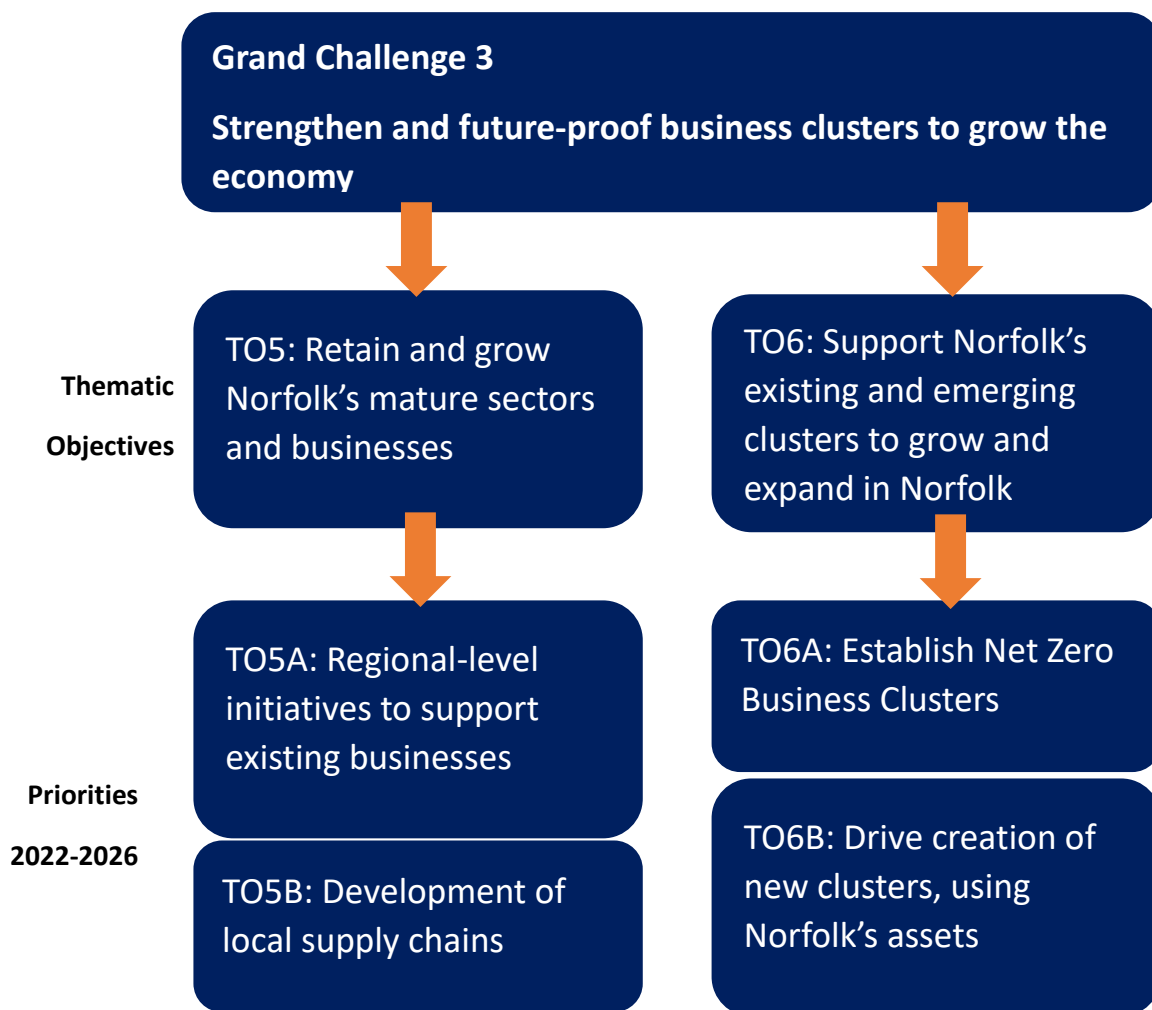 Grand Challenge 3
Strengthen and future-proof business clusters to grow the
economy
Thematic
Objectives
TO5: Retain and grow
Norfolk’s mature sectors
and businesses
TO6: Support Norfolk’s
existing and emerging
clusters to grow and
expand in Norfolk
Priorities
2022-2026
TO5A: Regional-level
initiatives to support
existing businesses
TO6A: Establish Net Zero
Business Clusters
TO5B: Development of
local supply chains
TO6B: Drive creation of
new clusters, using
Norfolk’s assets